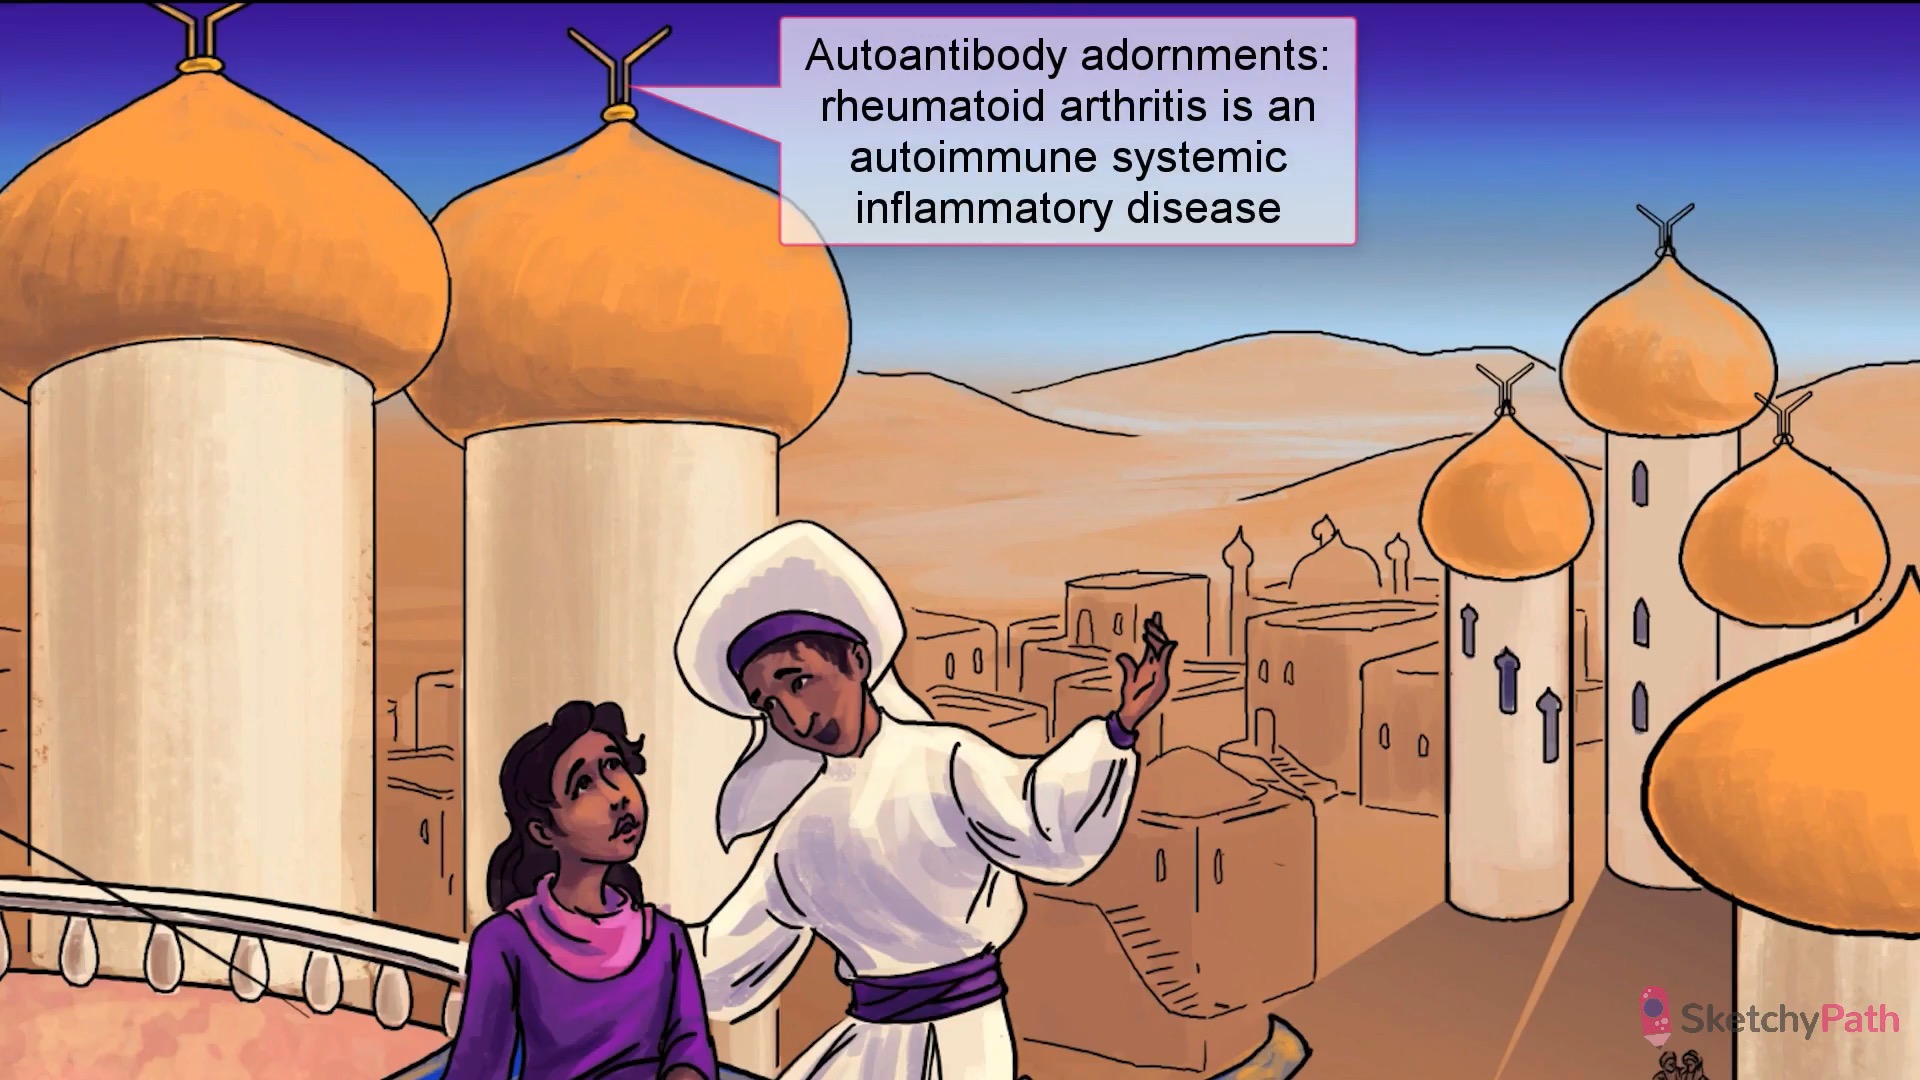 Autoantibody adornments:
rheumatoid arthritis is an
autoimmune systemic
inflammatory disease
SketchyPath